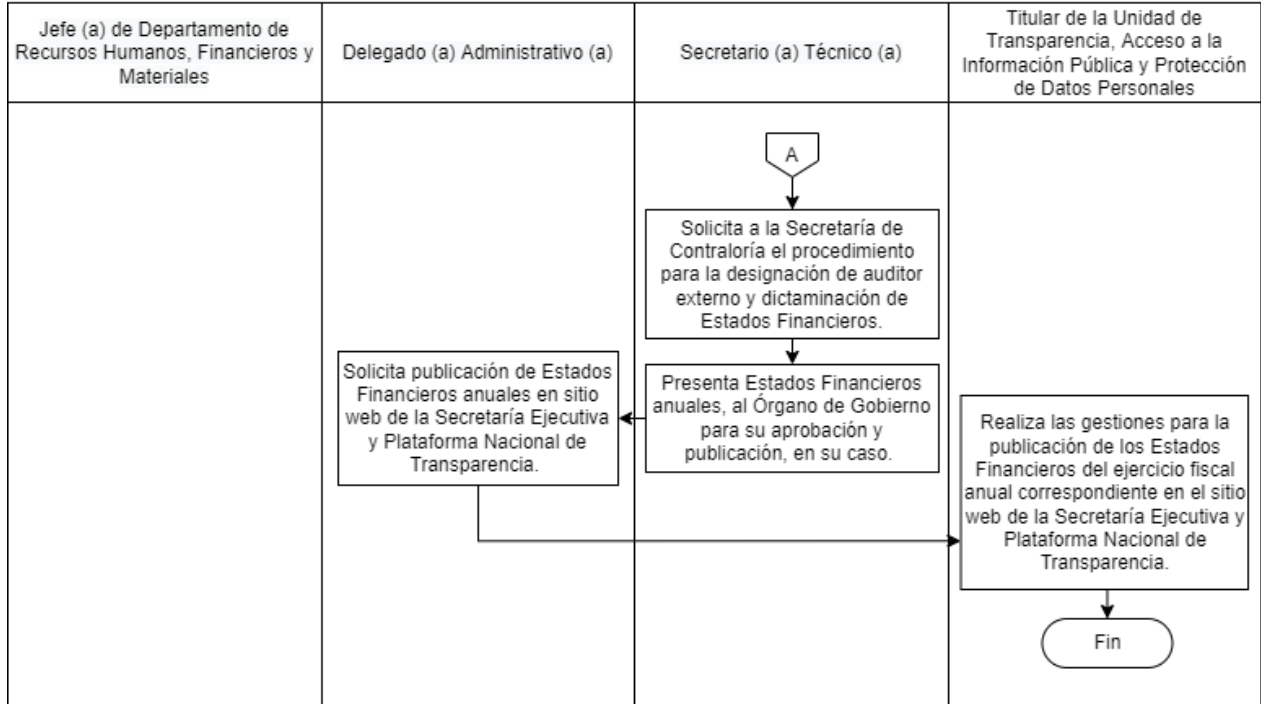 Jefe (a) de Departamento de
Recursos Humanos, Financieros y
Materiales
Delegado (a) Administrativo (a)
Secretario (a) Técnico (a)
Titular de la Unidad de
Transparencia, Acceso a la
Información Pública y Protección
de Datos Personales
A
Solicita a la Secretaría de
Contraloría el procedimiento
para la designación de auditor
externo y dictaminación de
Estados Financieros.
Presenta Estados Financieros
anuales, al Órgano de Gobierno
para su aprobación y
publicación, en su caso.
Solicita publicación de Estados
Financieros anuales en sitio
web de la Secretaría Ejecutiva
y Plataforma Nacional de
Transparencia.
Realiza las gestiones para la
publicación de los Estados
Financieros del ejercicio fiscal
anual correspondiente en el sitio
web de la Secretaría Ejecutiva y
Plataforma Nacional de
Transparencia.
Fin